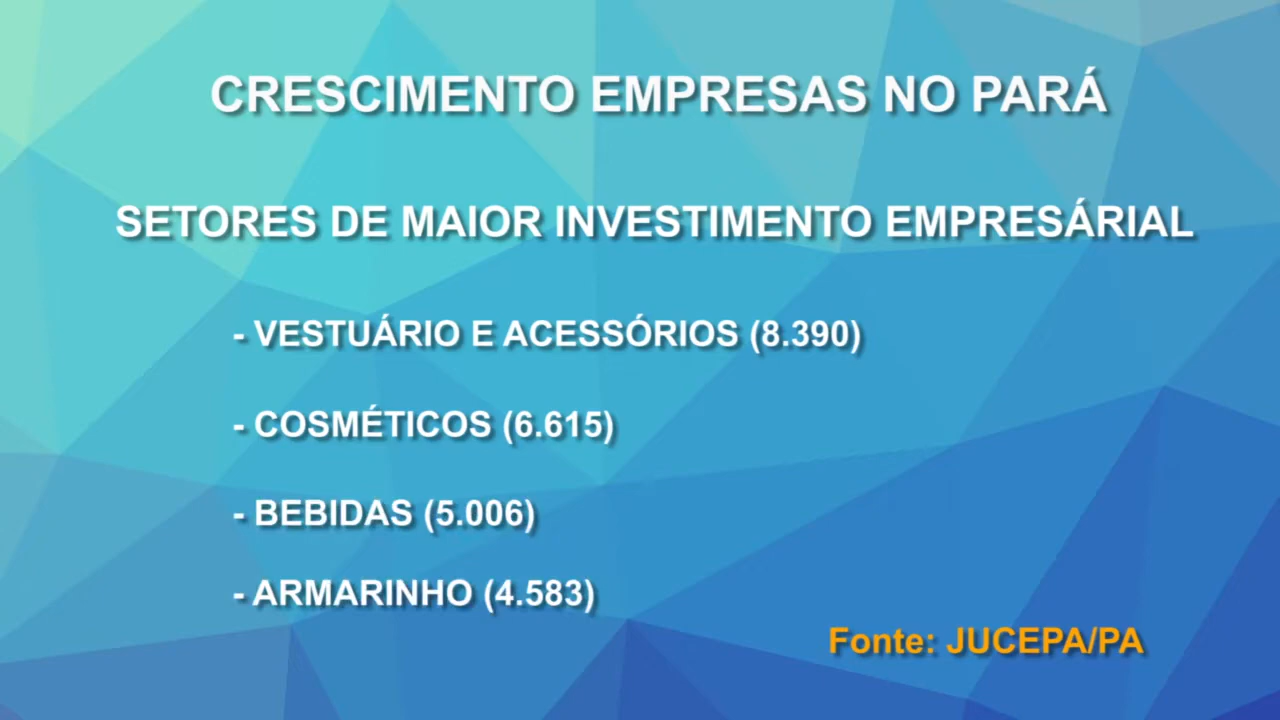 CRESCIMENTO EMPRESAS NO PARÁ
SETORES DE MAIOR INVESTIMENTO EMPRESÁRIAL
- VESTUÁRIO E ACESSÓRIOS (8.390)
- COSMÉTICOS (6.615)
- BEBIDAS (5.006)
- ARMARINHO (4.583)
Fonte: JUCEPA/PA